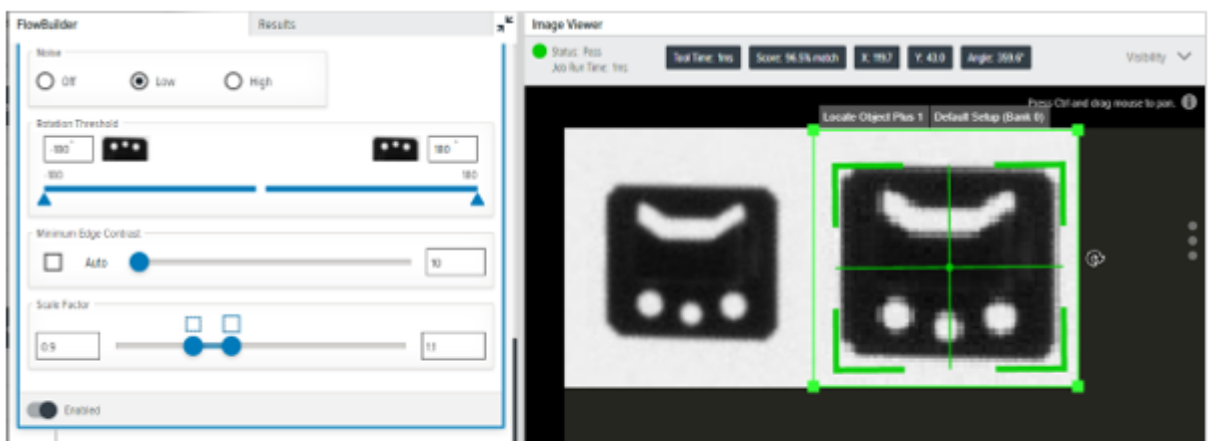 FlowBuilder
Results
Noise
Off
Low
High
Rotation Threshold
-180°
180°
-180
180
Minimum Edge Contrast
Auto
10
Scale Factor
0.9
1.1
Enabled
Image Viewer
Status: Pass
Job Run Time: 1ms
Tool Time: 1ms
Score: 96.5% match
X: 119.7
Y: 43.0
Angle: 359.6°
Visibility
Press Ctrl and drag mouse to pan.
Locate Object Plus 1
Default Setup (Bank 0)